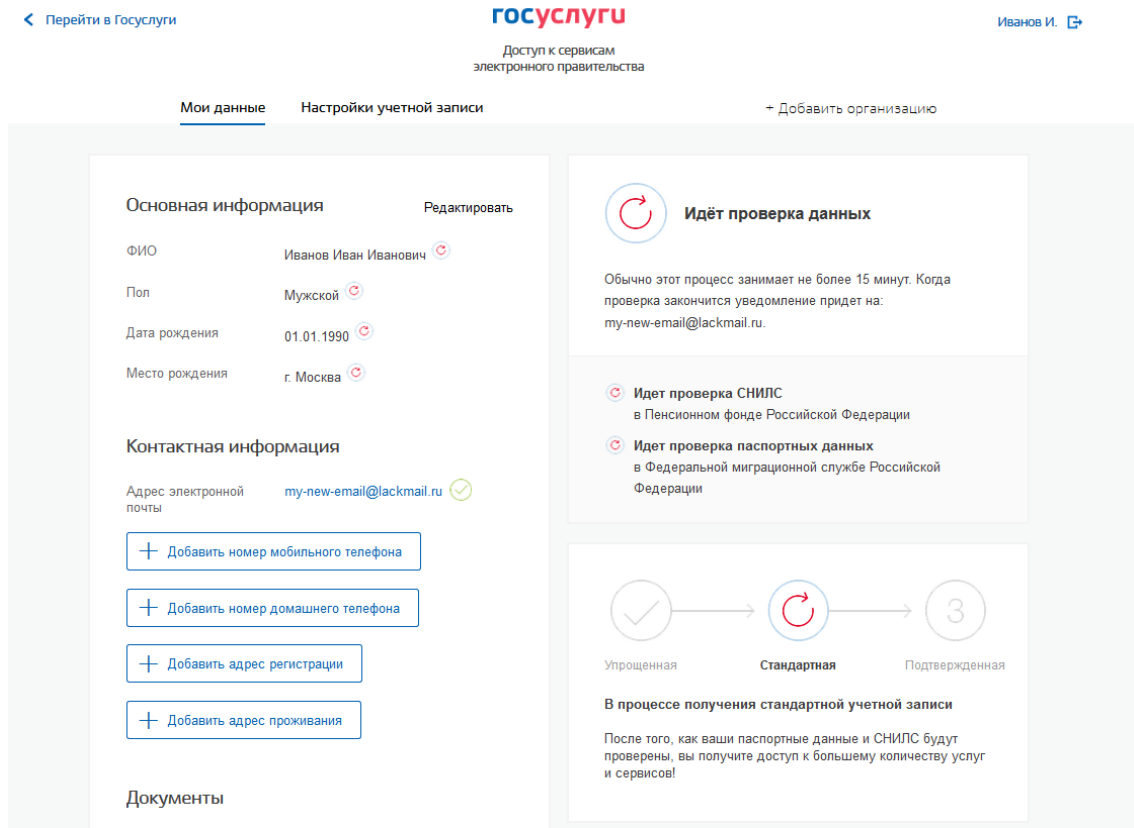 Перейти в Госуслуги
госуслуги
Иванов И.
Доступ к сервисам
электронного правительства
Мои данные
Настройки учетной записи
+ Добавить организацию
Основная информация
Редактировать
ФИО
Иванов Иван Иванович
Пол
Мужской
Дата рождения
01.01.1990
Место рождения
г. Москва
Контактная информация
Адрес электронной
почты
my-new-email@lackmail.ru
Добавить номер мобильного телефона
Добавить номер домашнего телефона
Добавить адрес регистрации
Добавить адрес проживания
Документы
Идёт проверка данных
Обычно этот процесс занимает не более 15 минут. Когда
проверка закончится уведомление придет на:
my-new-email@lackmail.ru.
Идет проверка СНИЛС
в Пенсионном фонде Российской Федерации
Идет проверка паспортных данных
в Федеральной миграционной службе Российской
Федерации
3
Упрощенная
Стандартная
Подтвержденная
В процессе получения стандартной учетной записи
После того, как ваши паспортные данные и СНИЛС будут
проверены, вы получите доступ к большему количеству услуг
и сервисов!